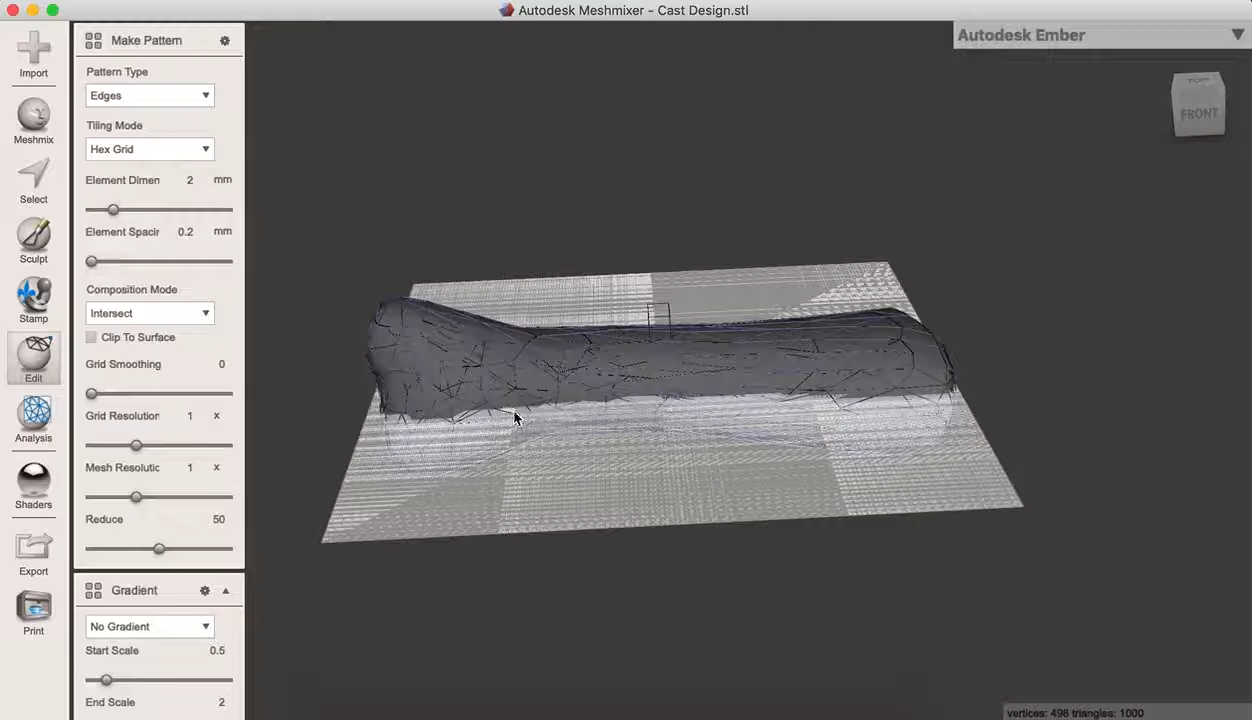 Autodesk Meshmixer - Cast Design.stl
Import
Meshmix
Select
Sculpt
Stamp
Edit
Analysis
Shaders
Export
Print
Make Pattern
Pattern Type
Edges
Tiling Mode
Hex Grid
Element Dimen 2 mm
Element Spacir 0.2 mm
Composition Mode
Intersect
Clip To Surface
Grid Smoothing 0
Grid Resolution 1 x
Mesh Resolutic 1 x
Reduce 50
Gradient
No Gradient
Start Scale 0.5
End Scale 2
Autodesk Ember
TOP
FRONT
vertices: 498 triangles: 1000